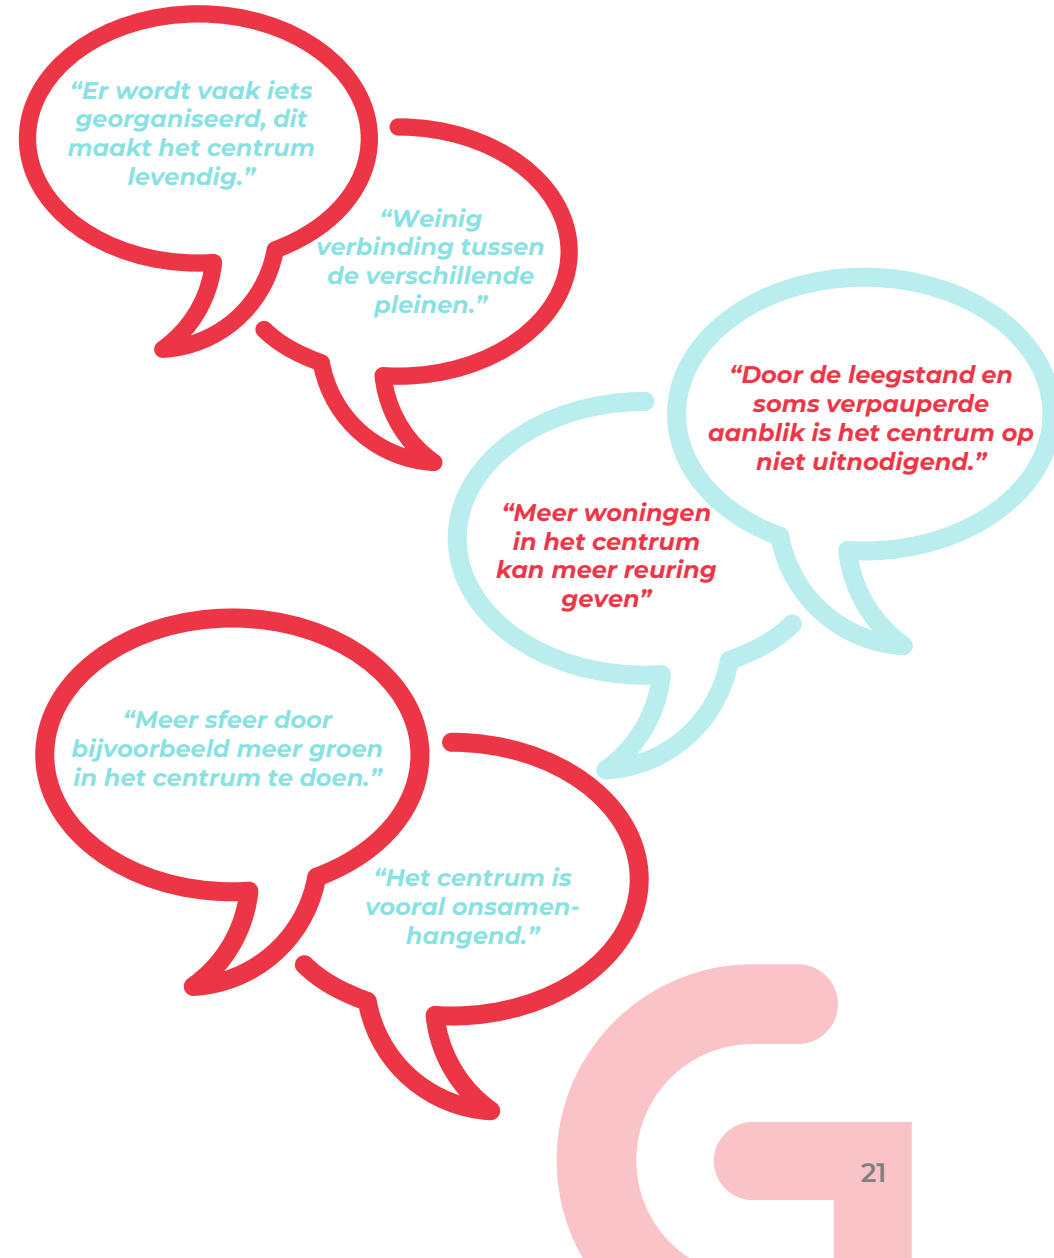 “Er wordt vaak iets
georganiseerd, dit
maakt het centrum
levendig.”
“Weinig
verbinding tussen
de verschillende
pleinen.”
“Door de leegstand en
soms verpauperde
aanblik is het centrum op
niet uitnodigend.”
“Meer woningen
in het centrum
kan meer reuring
geven”
“Meer sfeer door
bijvoorbeeld meer groen
in het centrum te doen.”
“Het centrum is
vooral onsamen-
hangend.”
21